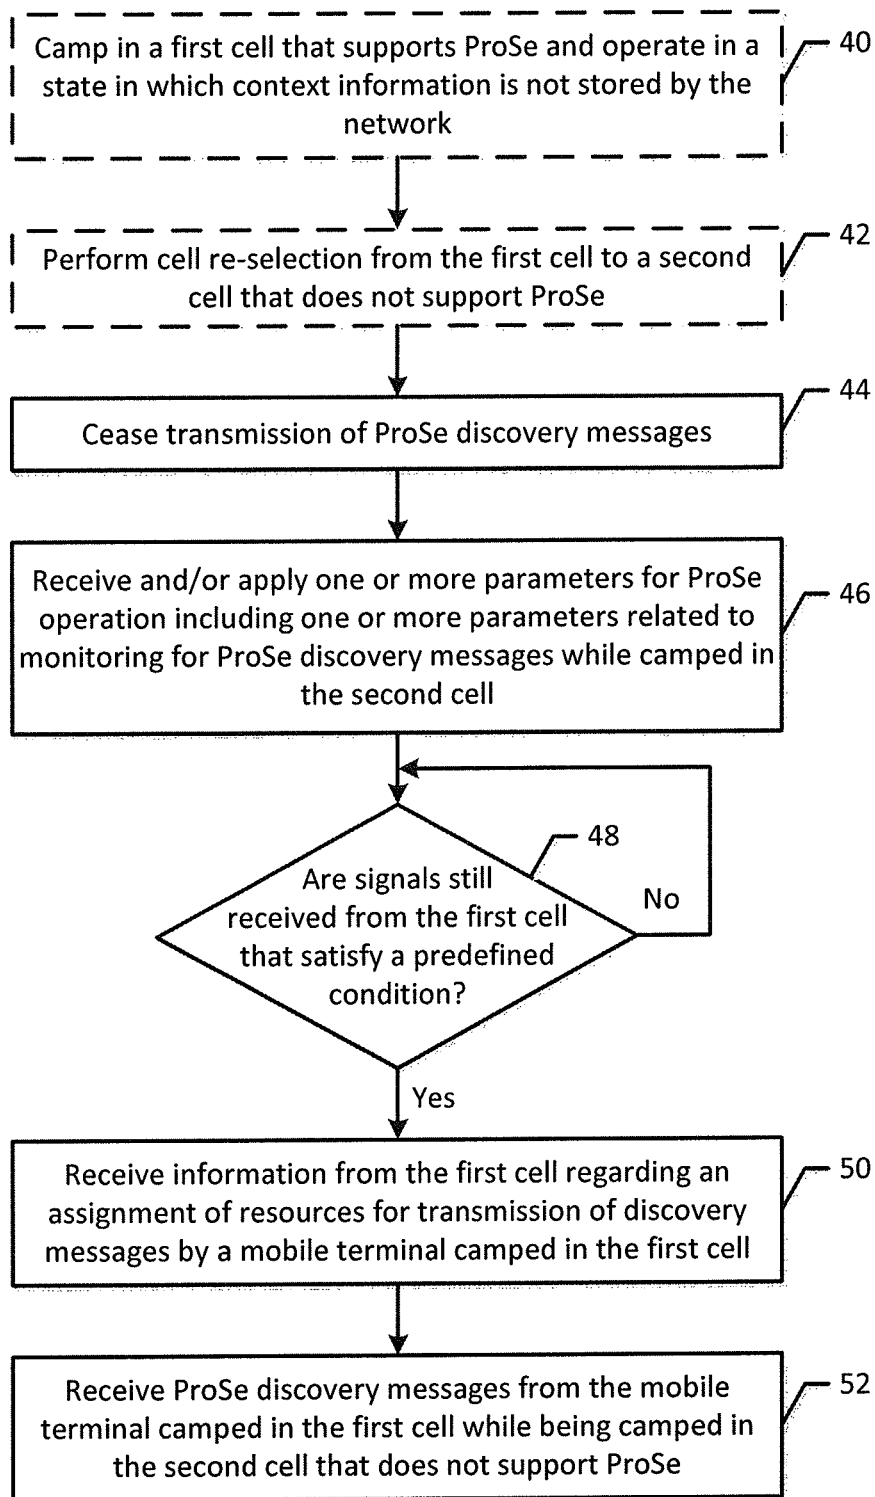 Camp in a first cell that supports ProSe and operate in a
state in which context information is not stored by the
network
40
Perform cell re-selection from the first cell to a second
cell that does not support ProSe
42
Cease transmission of ProSe discovery messages
44
Receive and/or apply one or more parameters for ProSe
operation including one or more parameters related to
monitoring for ProSe discovery messages while camped in
the second cell
46
Are signals still
received from the first cell
that satisfy a predefined
condition?
48
No
Yes
Receive information from the first cell regarding an
assignment of resources for transmission of discovery
messages by a mobile terminal camped in the first cell
50
Receive ProSe discovery messages from the mobile
terminal camped in the first cell while being camped in
the second cell that does not support ProSe
52